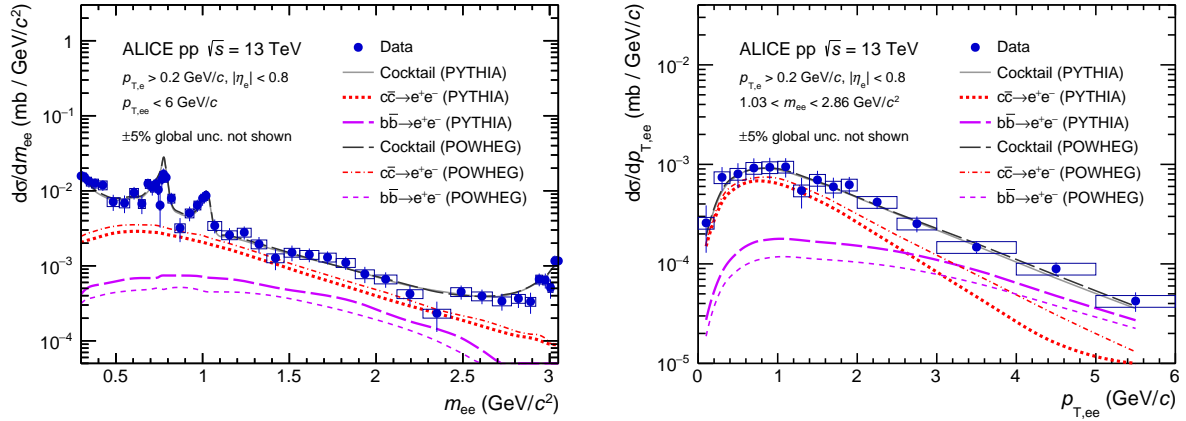 dσ/dm_ee (mb / GeV/c²)
1
10⁻¹
10⁻²
10⁻³
10⁻⁴
ALICE pp √s = 13 TeV
p_T,e > 0.2 GeV/c, |η_e| < 0.8
p_T,ee < 6 GeV/c
±5% global unc. not shown
Data
Cocktail (PYTHIA)
cc̄→e⁺e⁻ (PYTHIA)
bb̄→e⁺e⁻ (PYTHIA)
Cocktail (POWHEG)
cc̄→e⁺e⁻ (POWHEG)
bb̄→e⁺e⁻ (POWHEG)
0.5 1 1.5 2 2.5 3
m_ee (GeV/c²)
dσ/dp_T,ee (mb / GeV/c)
10⁻¹
10⁻²
10⁻³
10⁻⁴
10⁻⁵
ALICE pp √s = 13 TeV
p_T,e > 0.2 GeV/c, |η_e| < 0.8
1.03 < m_ee < 2.86 GeV/c²
±5% global unc. not shown
Data
Cocktail (PYTHIA)
cc̄→e⁺e⁻ (PYTHIA)
bb̄→e⁺e⁻ (PYTHIA)
Cocktail (POWHEG)
cc̄→e⁺e⁻ (POWHEG)
bb̄→e⁺e⁻ (POWHEG)
0 1 2 3 4 5 6
p_T,ee (GeV/c)